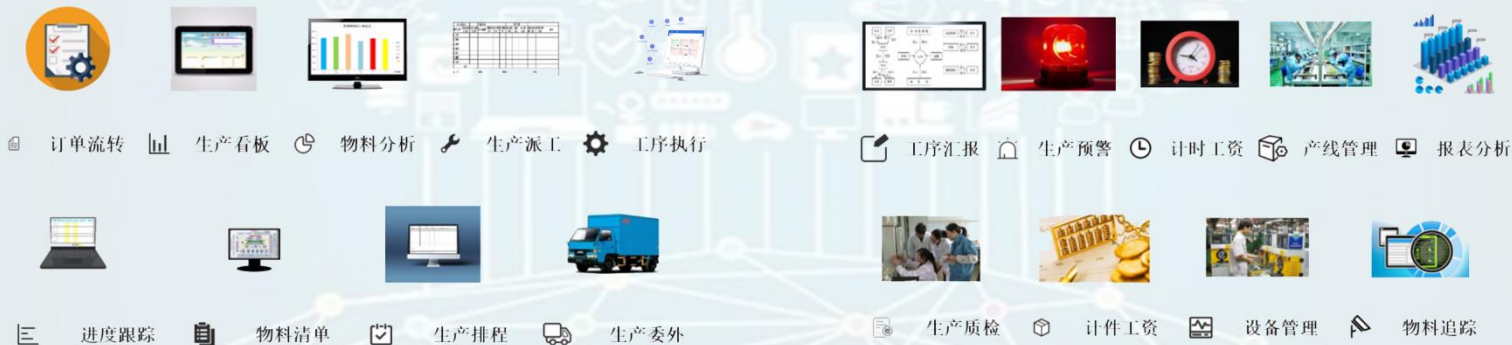 订单流转 生产看板 物料分析 生产派工 工序执行 工序汇报 生产预警 计时工资 产线管理 报表分析
进度跟踪 物料清单 生产排程 生产委外 生产质检 计件工资 设备管理 物料追踪